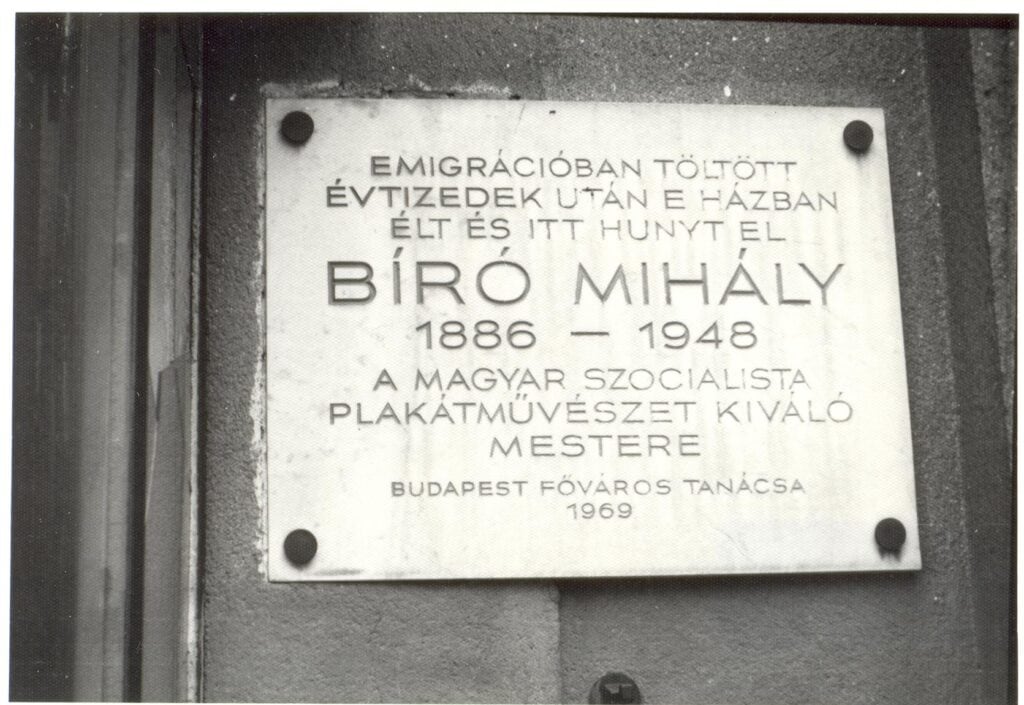 EMIGRÁCIÓBAN TÖLTÖTT
ÉVTIZEDEK UTÁN E HÁZBAN
ÉLT ÉS ITT HUNYT EL
BÍRÓ MIHÁLY
1886 – 1948
A MAGYAR SZOCIALISTA
PLAKÁTMŰVÉSZET KIVÁLÓ
MESTERE
BUDAPEST FŐVÁROS TANÁCSA
1969